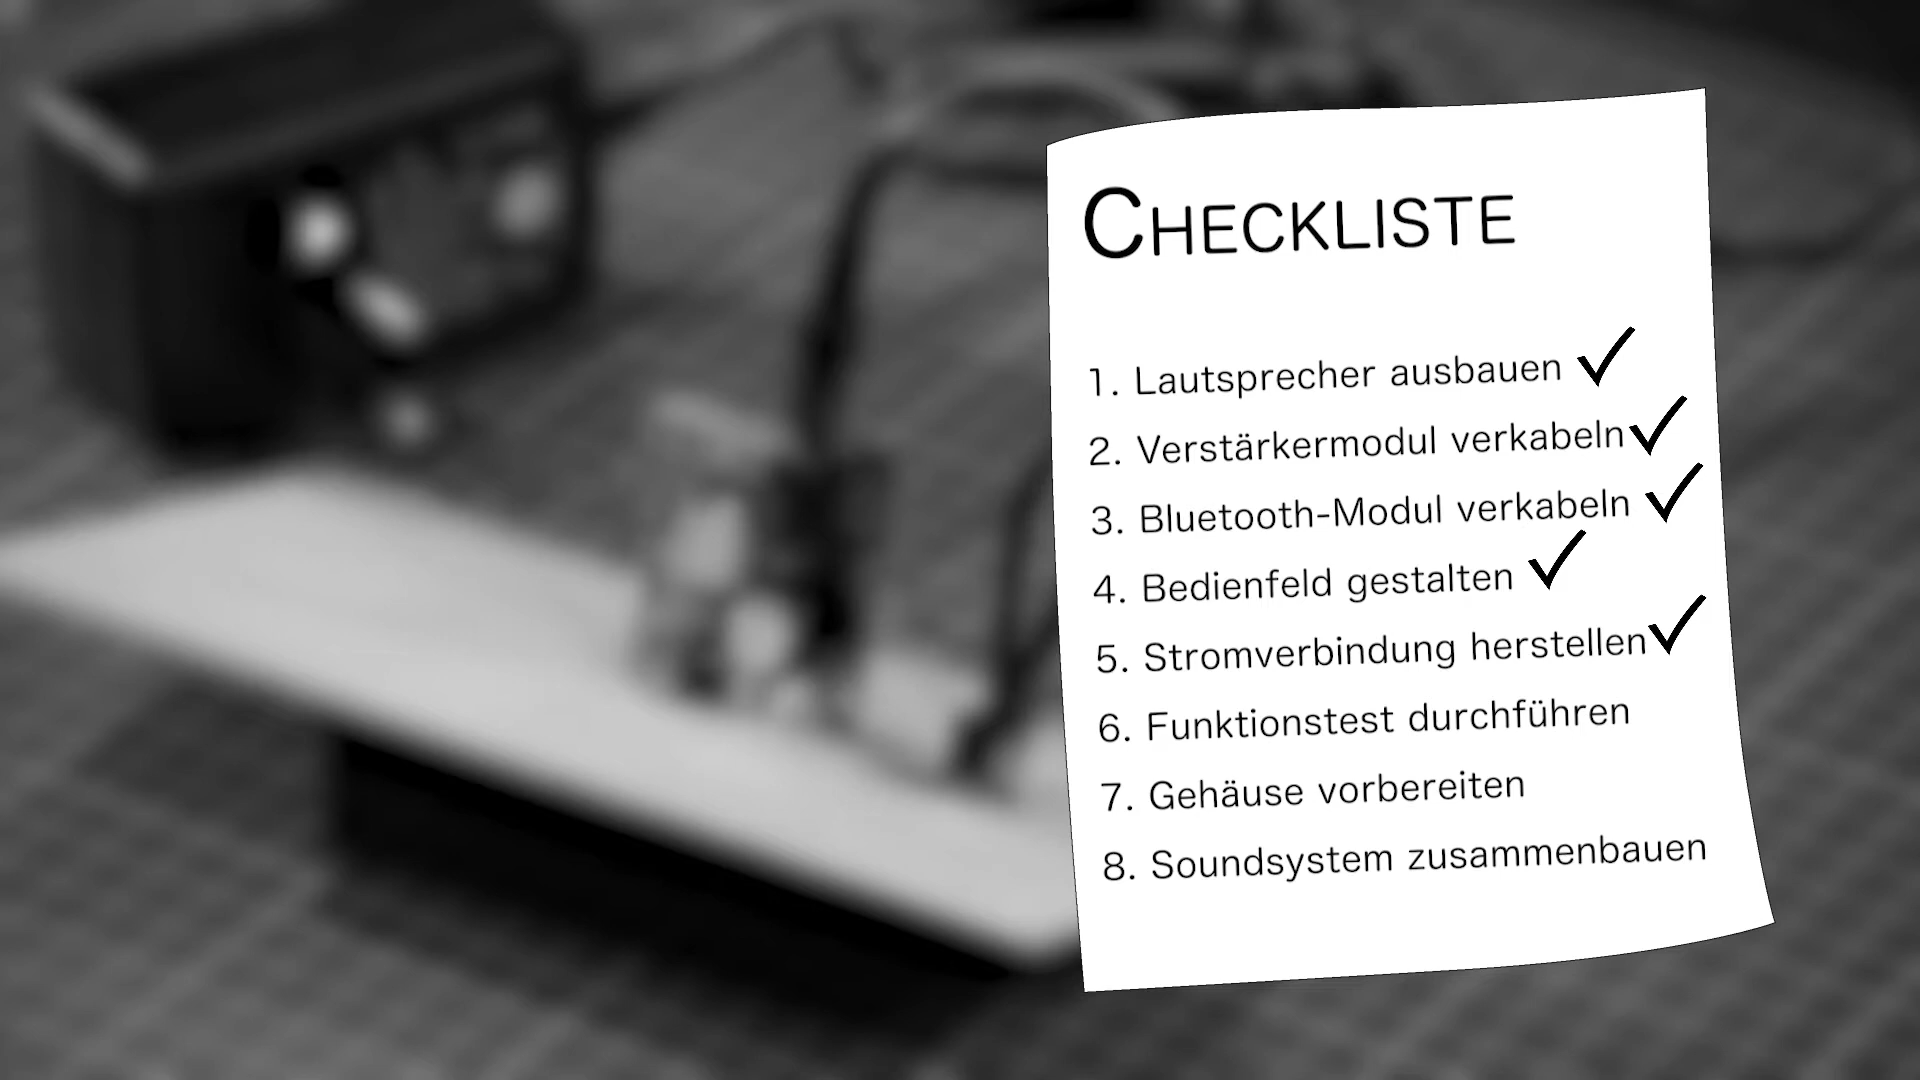 CHECKLISTE
1. Lautsprecher ausbauen ✓
2. Verstärkermodul verkabeln ✓
3. Bluetooth-Modul verkabeln ✓
4. Bedienfeld gestalten ✓
5. Stromverbindung herstellen ✓
6. Funktionstest durchführen
7. Gehäuse vorbereiten
8. Soundsystem zusammenbauen